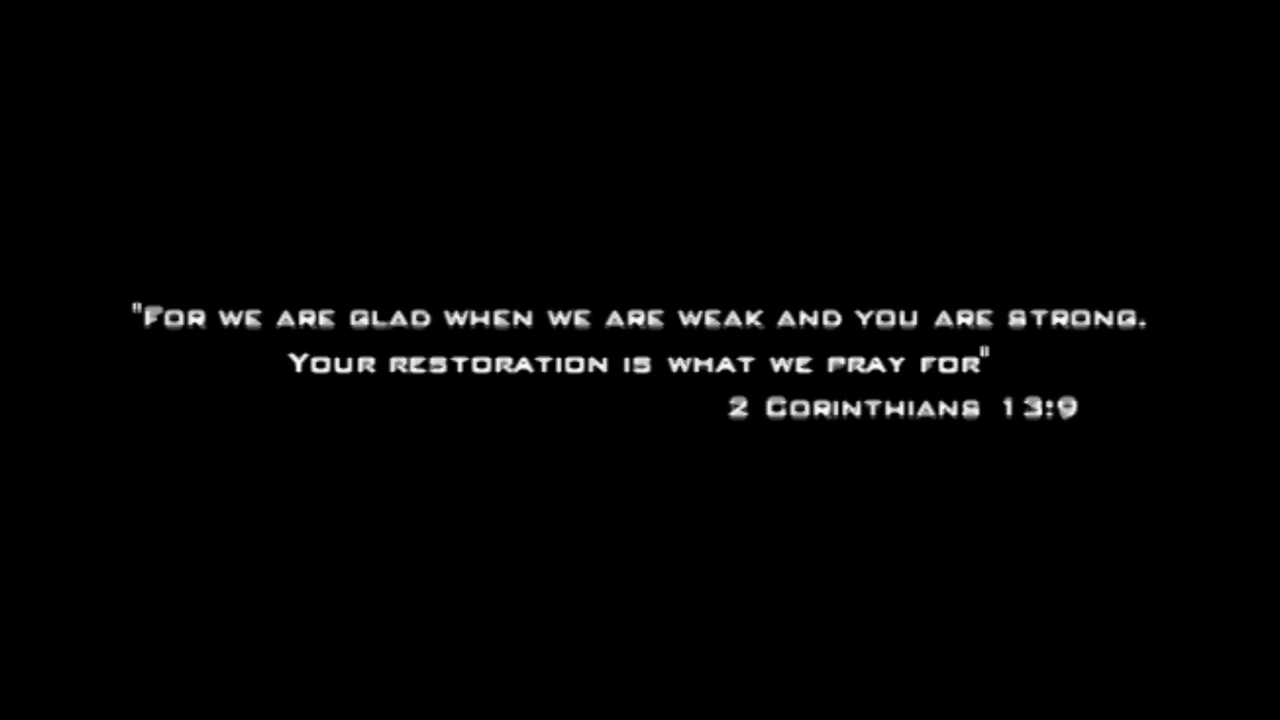 "For we are glad when we are weak and you are strong.
Your restoration is what we pray for"
2 Corinthians 13:9